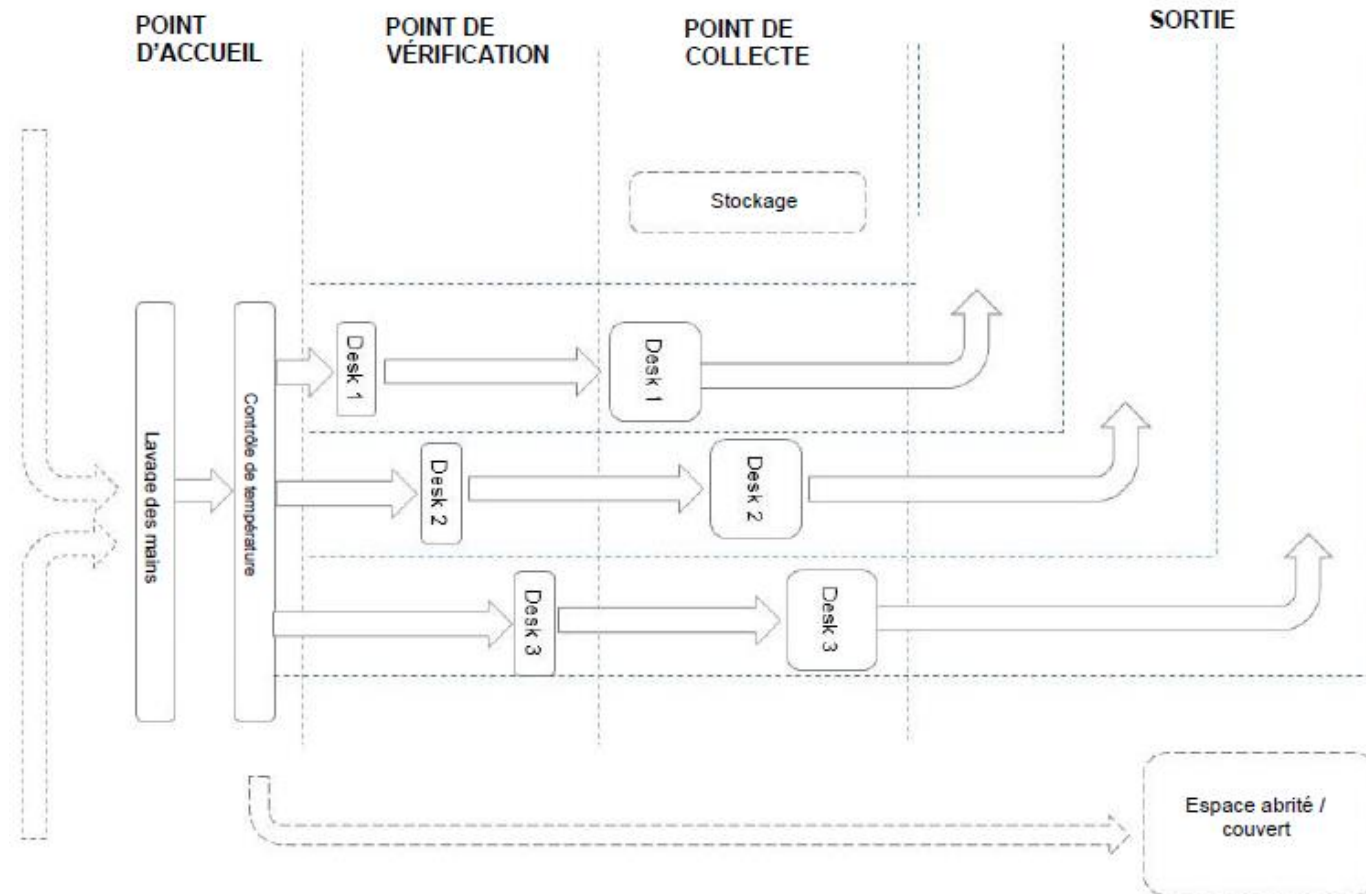 POINT
D'ACCUEIL
POINT DE
VÉRIFICATION
POINT DE
COLLECTE
SORTIE
Stockage
Lavage des mains
Contrôle de température
Desk 1
Desk 1
Desk 2
Desk 2
Desk 3
Desk 3
Espace abrité /
couvert